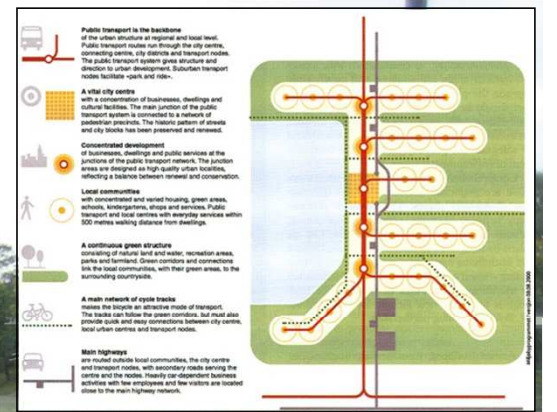 Public transport is the backbone
of the urban structure at regional and local level.
Public transport routes run through the city centre,
connecting centre, city districts and transport nodes.
The public transport system gives structure and
direction to urban development. Suburban transport
nodes facilitate «park and ride».
A vital city centre
with a concentration of businesses, dwellings and
cultural facilities. The main junction of the public
transport system is connected to a network of
pedestrian precincts. The historic pattern of streets
and city blocks has been preserved and renewed.
Concentrated development
of businesses, dwellings and public services at the
junctions of the public transport network. The junction
areas are designed as high quality urban localities,
reflecting a balance between renewal and conservation.
Local communities
with concentrated and varied housing, green areas,
schools, kindergartens, shops and services. Public
transport and local centres with everyday services within
500 metres walking distance from dwellings.
A continuous green structure
consisting of natural land and water, recreation areas,
parks and farmland. Green corridors and connections
link the local communities, with their green areas, to the
surrounding countryside.
A main network of cycle tracks
makes the bicycle an attractive mode of transport.
The tracks can follow the green corridors, but must also
provide quick and easy connections between city centre,
local urban centres and transport nodes.
Main highways
are routed outside local communities, the city centre
and transport nodes, with secondary roads serving the
centre and the nodes. Heavily car-dependent business
activities with few employees and few visitors are located
close to the main highway network.